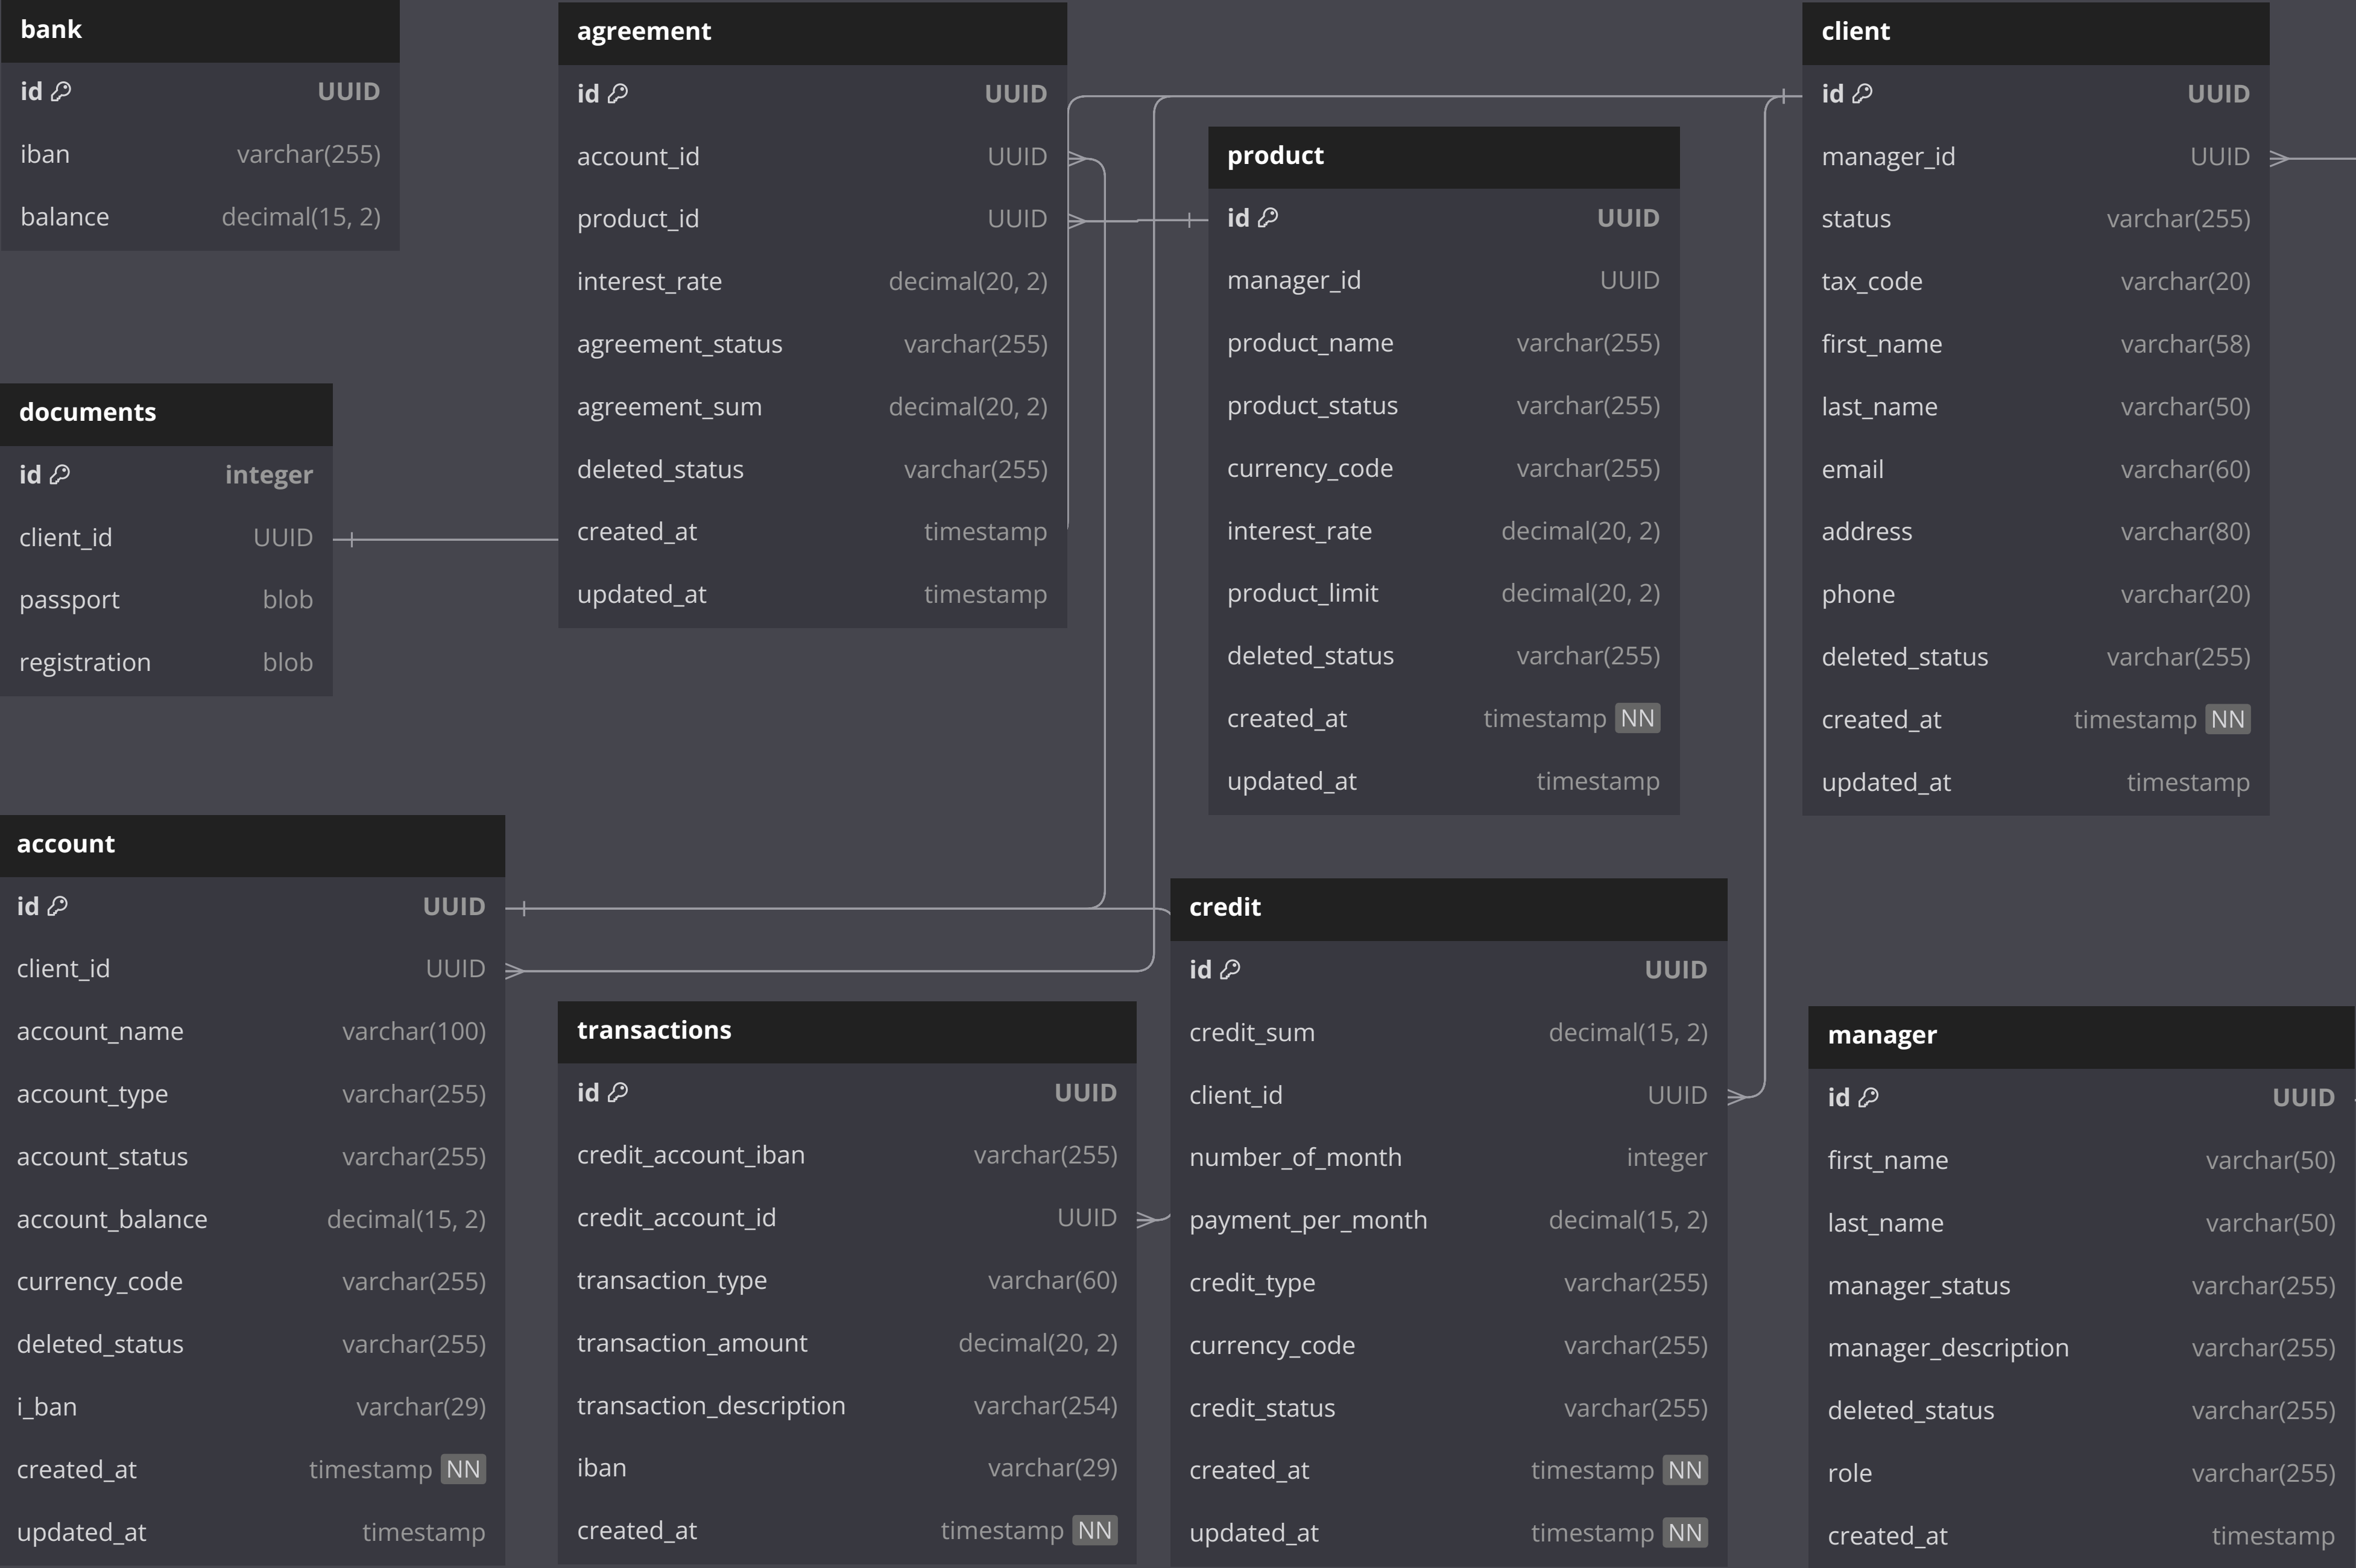 bank
id UUID
iban varchar(255)
balance decimal(15, 2)
agreement
id UUID
account_id UUID
product_id UUID
interest_rate decimal(20, 2)
agreement_status varchar(255)
agreement_sum decimal(20, 2)
deleted_status varchar(255)
created_at timestamp
updated_at timestamp
product
id UUID
manager_id UUID
product_name varchar(255)
product_status varchar(255)
currency_code varchar(255)
interest_rate decimal(20, 2)
product_limit decimal(20, 2)
deleted_status varchar(255)
created_at timestamp NN
updated_at timestamp
client
id UUID
manager_id UUID
status varchar(255)
tax_code varchar(20)
first_name varchar(58)
last_name varchar(50)
email varchar(60)
address varchar(80)
phone varchar(20)
deleted_status varchar(255)
created_at timestamp NN
updated_at timestamp
documents
id integer
client_id UUID
passport blob
registration blob
account
id UUID
client_id UUID
account_name varchar(100)
account_type varchar(255)
account_status varchar(255)
account_balance decimal(15, 2)
currency_code varchar(255)
deleted_status varchar(255)
i_ban varchar(29)
created_at timestamp NN
updated_at timestamp
transactions
id UUID
credit_account_iban varchar(255)
credit_account_id UUID
transaction_type varchar(60)
transaction_amount decimal(20, 2)
transaction_description varchar(254)
iban varchar(29)
created_at timestamp NN
credit
id UUID
credit_sum decimal(15, 2)
client_id UUID
number_of_month integer
payment_per_month decimal(15, 2)
credit_type varchar(255)
currency_code varchar(255)
credit_status varchar(255)
created_at timestamp NN
updated_at timestamp NN
manager
id UUID
first_name varchar(50)
last_name varchar(50)
manager_status varchar(255)
manager_description varchar(255)
deleted_status varchar(255)
role varchar(255)
created_at timestamp